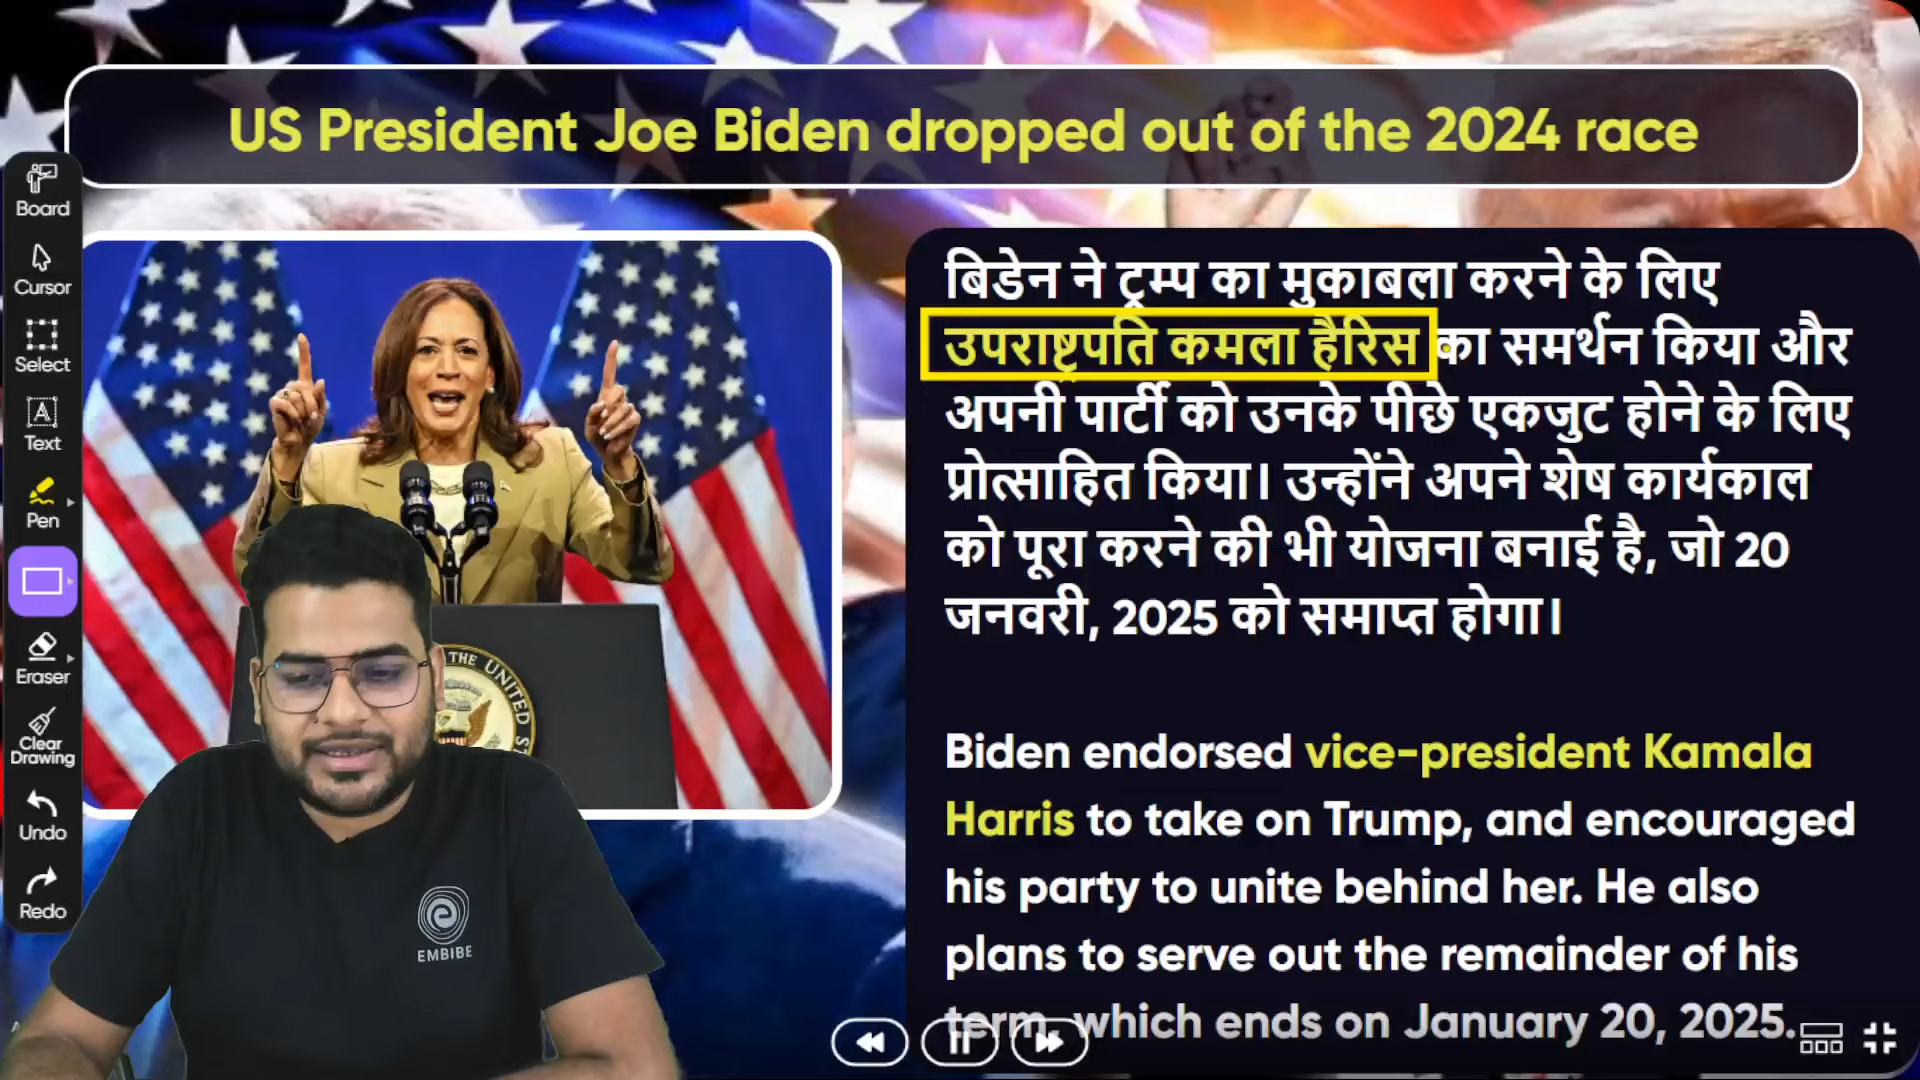 US President Joe Biden dropped out of the 2024 race
Board
Cursor
Select
Text
Pen
Eraser
Clear
Drawing
Undo
Redo
बिडेन ने ट्रम्प का मुकाबला करने के लिए
उपराष्ट्रपति कमला हैरिस का समर्थन किया और
अपनी पार्टी को उनके पीछे एकजुट होने के लिए
प्रोत्साहित किया। उन्होंने अपने शेष कार्यकाल
को पूरा करने की भी योजना बनाई है, जो 20
जनवरी, 2025 को समाप्त होगा।
Biden endorsed vice-president Kamala
Harris to take on Trump, and encouraged
his party to unite behind her. He also
plans to serve out the remainder of his
term, which ends on January 20, 2025.
THE UNITED
EMBIBE